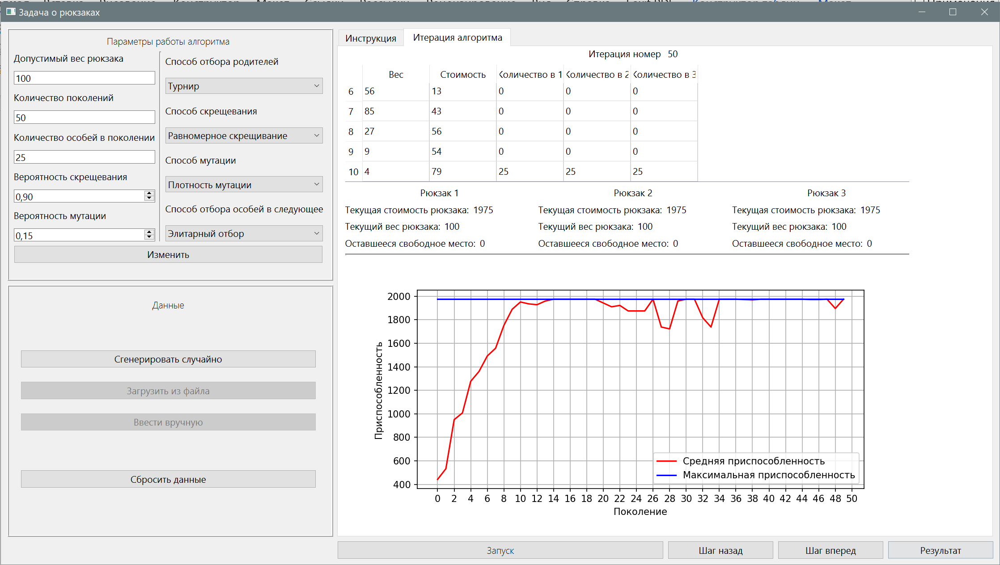 Задача о рюкзаках
Параметры работы алгоритма
Допустимый вес рюкзака
100
Количество поколений
50
Количество особей в поколении
25
Вероятность скрещевания
0,90
Вероятность мутации
0,15
Способ отбора родителей
Турнир
Способ скрещевания
Равномерное скрещивание
Способ мутации
Плотность мутации
Способ отбора особей в следующее
Элитарный отбор
Изменить
Данные
Сгенерировать случайно
Загрузить из файла
Ввести вручную
Сбросить данные
Инструкция Итерация алгоритма
Итерация номер 50
Вес Стоимость Количество в 1 Количество в 2 Количество в 3
6 56 13 0 0 0
7 85 43 0 0 0
8 27 56 0 0 0
9 9 54 0 0 0
10 4 79 25 25 25
Рюкзак 1 Рюкзак 2 Рюкзак 3
Текущая стоимость рюкзака: 1975 Текущая стоимость рюкзака: 1975 Текущая стоимость рюкзака: 1975
Текущий вес рюкзака: 100 Текущий вес рюкзака: 100 Текущий вес рюкзака: 100
Оставшееся свободное место: 0 Оставшееся свободное место: 0 Оставшееся свободное место: 0
Приспособленность
2000
1800
1600
1400
1200
1000
800
600
400
Средняя приспособленность
Максимальная приспособленность
0 2 4 6 8 10 12 14 16 18 20 22 24 26 28 30 32 34 36 38 40 42 44 46 48 50
Поколение
Запуск Шаг назад Шаг вперед Результат